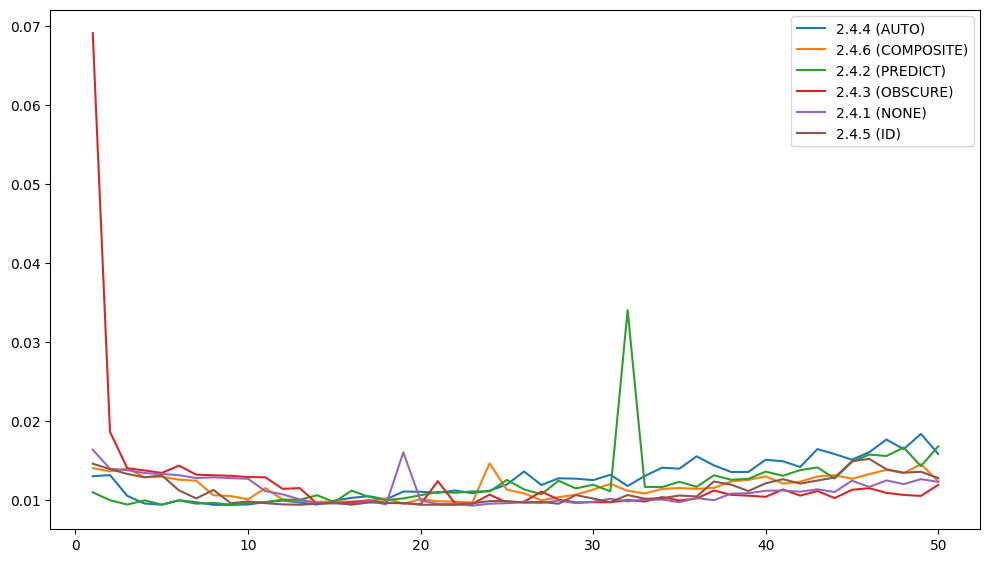 0.07
0.06
0.05
0.04
0.03
0.02
0.01
0
10
20
30
40
50
2.4.4 (AUTO)
2.4.6 (COMPOSITE)
2.4.2 (PREDICT)
2.4.3 (OBSCURE)
2.4.1 (NONE)
2.4.5 (ID)